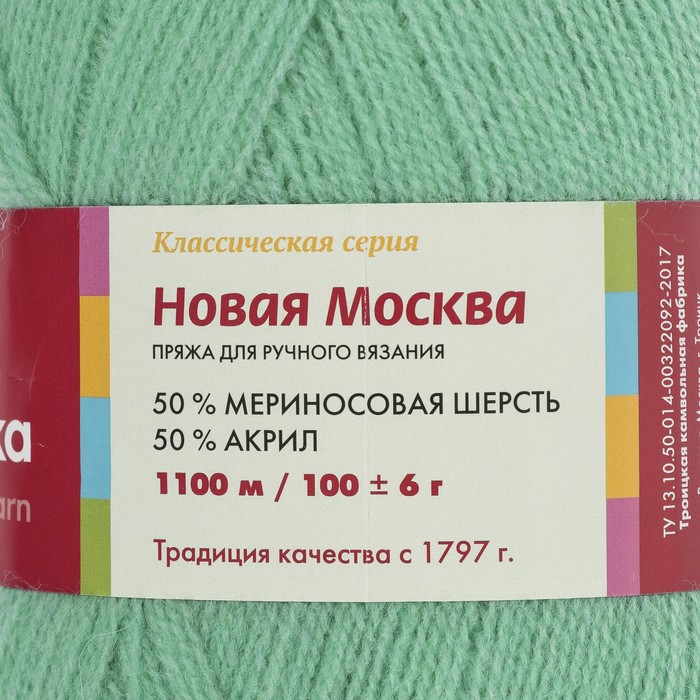 Классическая серия
Новая Москва
ПРЯЖА ДЛЯ РУЧНОГО ВЯЗАНИЯ
50 % МЕРИНОСОВАЯ ШЕРСТЬ
50 % АКРИЛ
1100 м / 100 ± 6 г
Традиция качества с 1797 г.
ТУ 13.10.50-014-00322092-2017
Троицкая камвольная фабрика